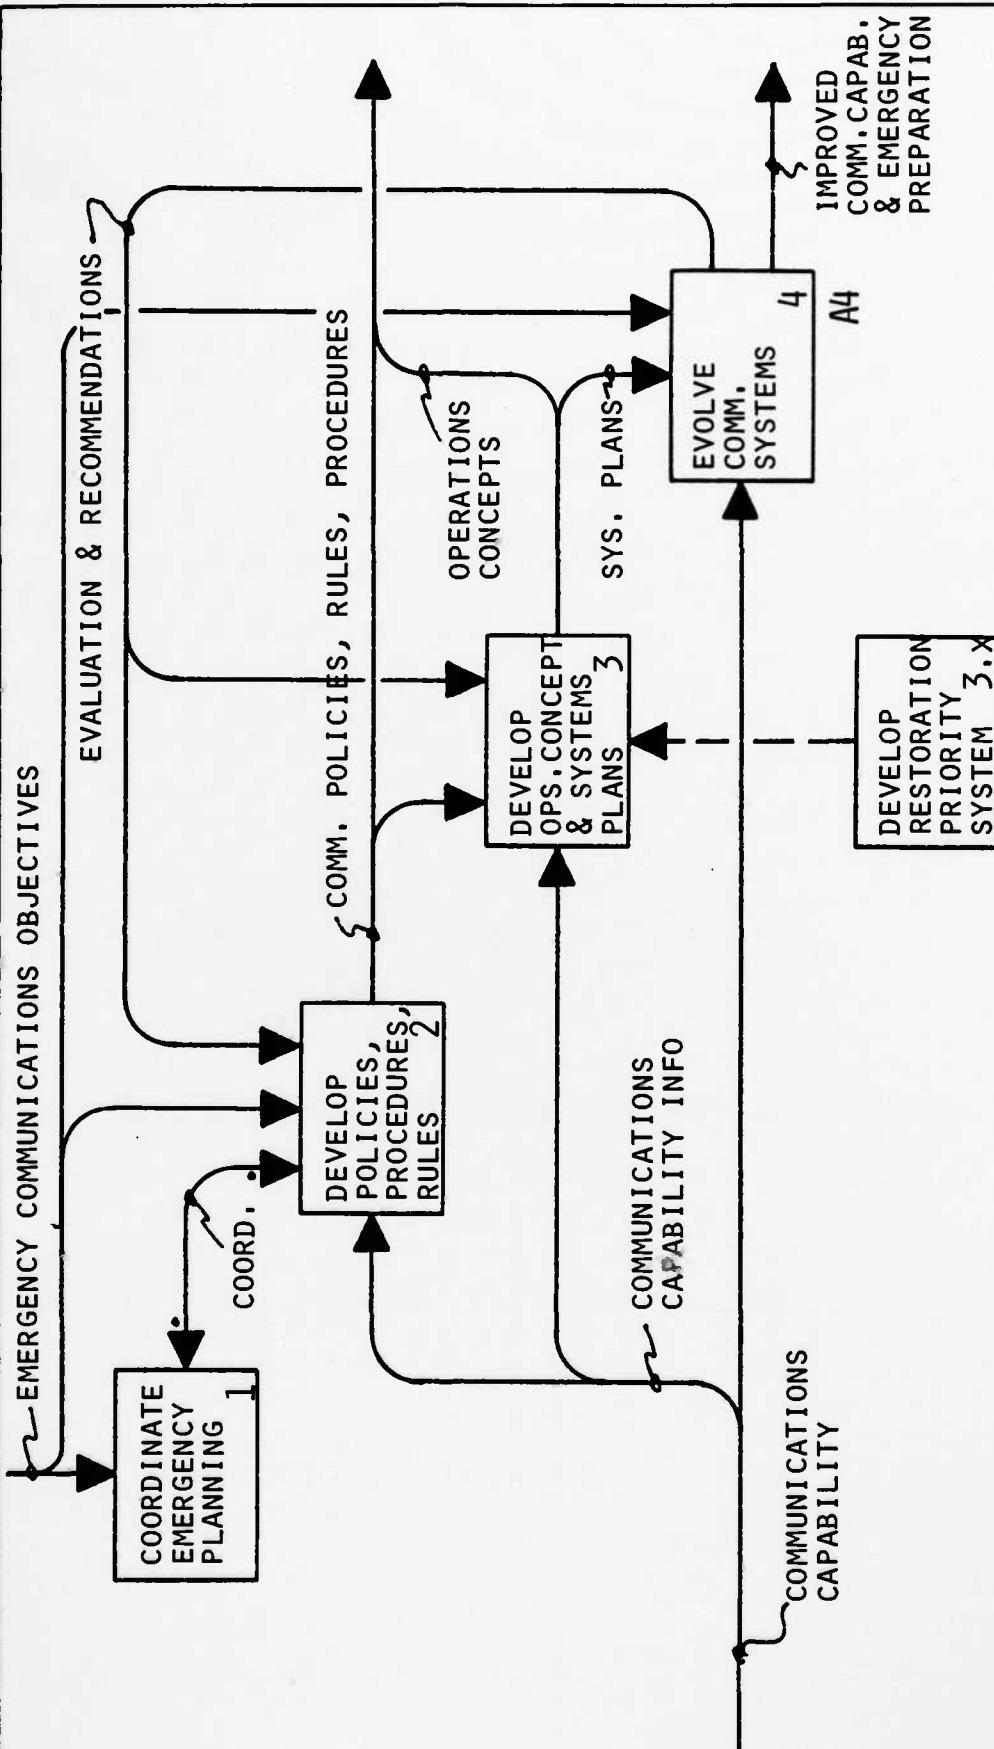 EMERGENCY COMMUNICATIONS OBJECTIVES
EVALUATION & RECOMMENDATIONS
COORDINATE
EMERGENCY
PLANNING
1
COORD.
DEVELOP
POLICIES,
PROCEDURES,
RULES
2
COMM. POLICIES, RULES, PROCEDURES
OPERATIONS
CONCEPTS
DEVELOP
OPS.CONCEPT
& SYSTEMS
PLANS
3
SYS. PLANS
EVOLVE
COMM.
SYSTEMS
4
A4
IMPROVED
COMM.CAPAB.
& EMERGENCY
PREPARATION
COMMUNICATIONS
CAPABILITY INFO
COMMUNICATIONS
CAPABILITY
DEVELOP
RESTORATION
PRIORITY
SYSTEM
3.X